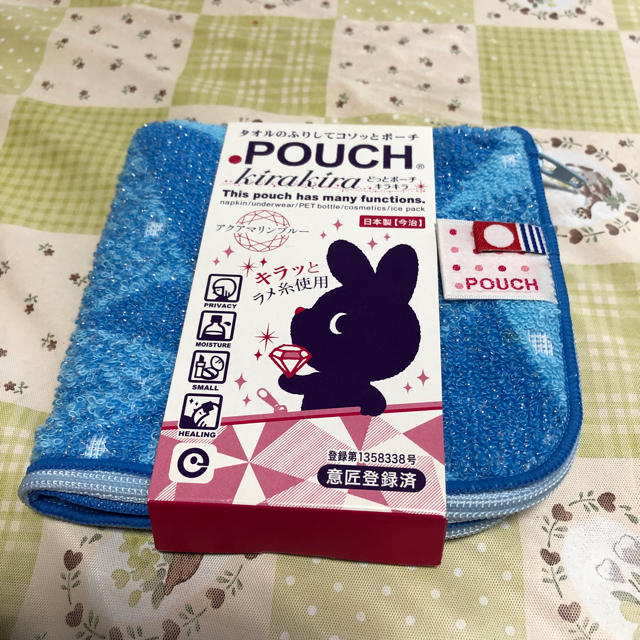 タオルのふりしてコソッとポーチ
.POUCH®
kirakira どっとポーチ キラキラ
This pouch has many functions.
napkin/underwear/PET bottle/cosmetics/ice pack
日本製【今治】
アクアマリンブルー
キラッと
ラメ糸使用
PRIVACY
MOISTURE
SMALL
HEALING
登録第1358338号
意匠登録済
POUCH